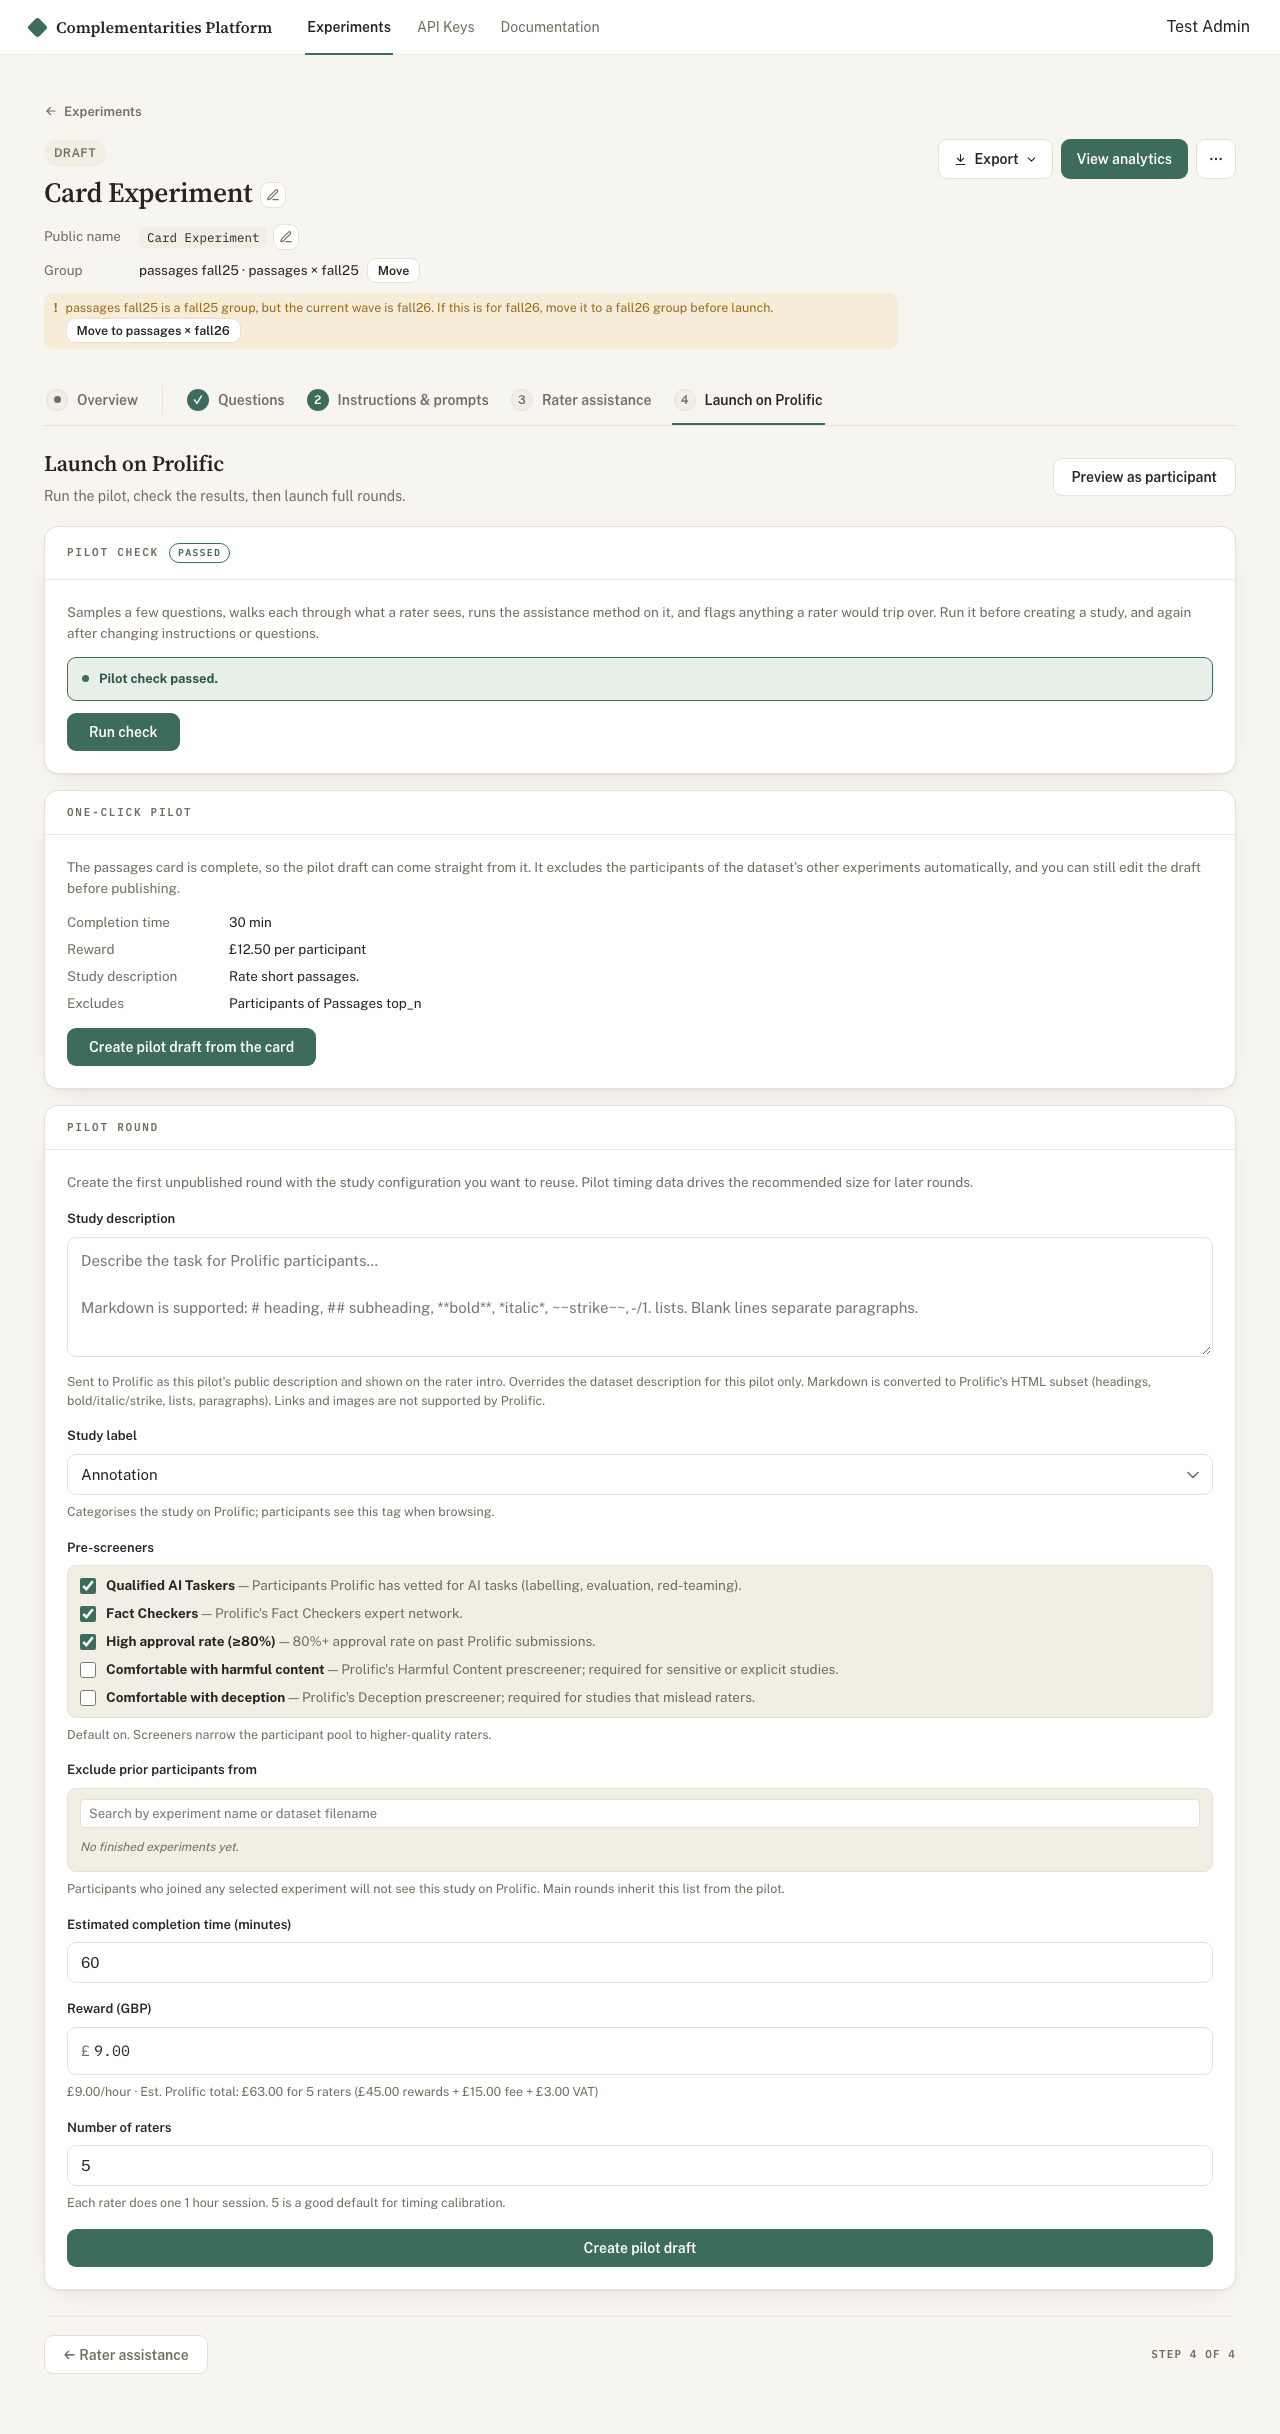 Complementarities Platform
Experiments
API Keys
Documentation
Test Admin
← Experiments
DRAFT
Export
View analytics
···
Card Experiment
Public name
Card Experiment
Group
passages fall25 · passages × fall25
Move
! passages fall25 is a fall25 group, but the current wave is fall26. If this is for fall26, move it to a fall26 group before launch.
Move to passages × fall26
Overview
Questions
2 Instructions & prompts
3 Rater assistance
4 Launch on Prolific
Launch on Prolific
Run the pilot, check the results, then launch full rounds.
Preview as participant
PILOT CHECK
PASSED
Samples a few questions, walks each through what a rater sees, runs the assistance method on it, and flags anything a rater would trip over. Run it before creating a study, and again
after changing instructions or questions.
Pilot check passed.
Run check
ONE-CLICK PILOT
The passages card is complete, so the pilot draft can come straight from it. It excludes the participants of the dataset's other experiments automatically, and you can still edit the draft
before publishing.
Completion time
30 min
Reward
£12.50 per participant
Study description
Rate short passages.
Excludes
Participants of Passages top_n
Create pilot draft from the card
PILOT ROUND
Create the first unpublished round with the study configuration you want to reuse. Pilot timing data drives the recommended size for later rounds.
Study description
Describe the task for Prolific participants...
Markdown is supported: # heading, ## subheading, **bold**, *italic*, ~~strike~~, -/1. lists. Blank lines separate paragraphs.
Sent to Prolific as this pilot's public description and shown on the rater intro. Overrides the dataset description for this pilot only. Markdown is converted to Prolific's HTML subset (headings,
bold/italic/strike, lists, paragraphs). Links and images are not supported by Prolific.
Study label
Annotation
Categorises the study on Prolific; participants see this tag when browsing.
Pre-screeners
Qualified AI Taskers — Participants Prolific has vetted for AI tasks (labelling, evaluation, red-teaming).
Fact Checkers — Prolific's Fact Checkers expert network.
High approval rate (≥80%) — 80%+ approval rate on past Prolific submissions.
Comfortable with harmful content — Prolific's Harmful Content prescreener; required for sensitive or explicit studies.
Comfortable with deception — Prolific's Deception prescreener; required for studies that mislead raters.
Default on. Screeners narrow the participant pool to higher-quality raters.
Exclude prior participants from
Search by experiment name or dataset filename
No finished experiments yet.
Participants who joined any selected experiment will not see this study on Prolific. Main rounds inherit this list from the pilot.
Estimated completion time (minutes)
60
Reward (GBP)
£ 9.00
£9.00/hour · Est. Prolific total: £63.00 for 5 raters (£45.00 rewards + £15.00 fee + £3.00 VAT)
Number of raters
5
Each rater does one 1 hour session. 5 is a good default for timing calibration.
Create pilot draft
← Rater assistance
STEP 4 OF 4